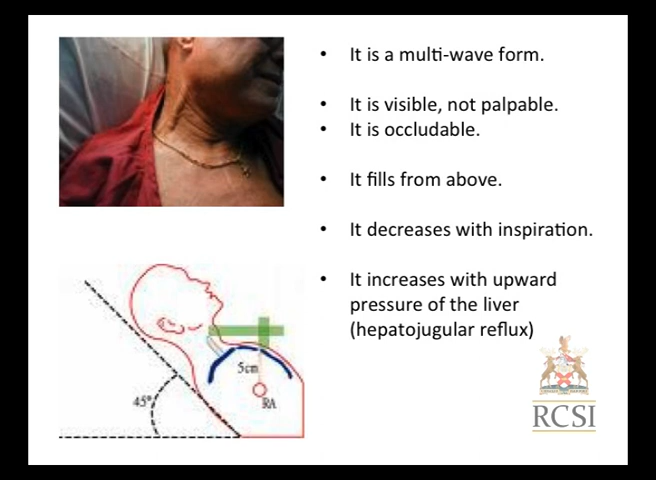 • It is a multi-wave form.
• It is visible, not palpable.
• It is occludable.
• It fills from above.
• It decreases with inspiration.
• It increases with upward
pressure of the liver
(hepatojugular reflux)
5cm
45°
RA
RCSI